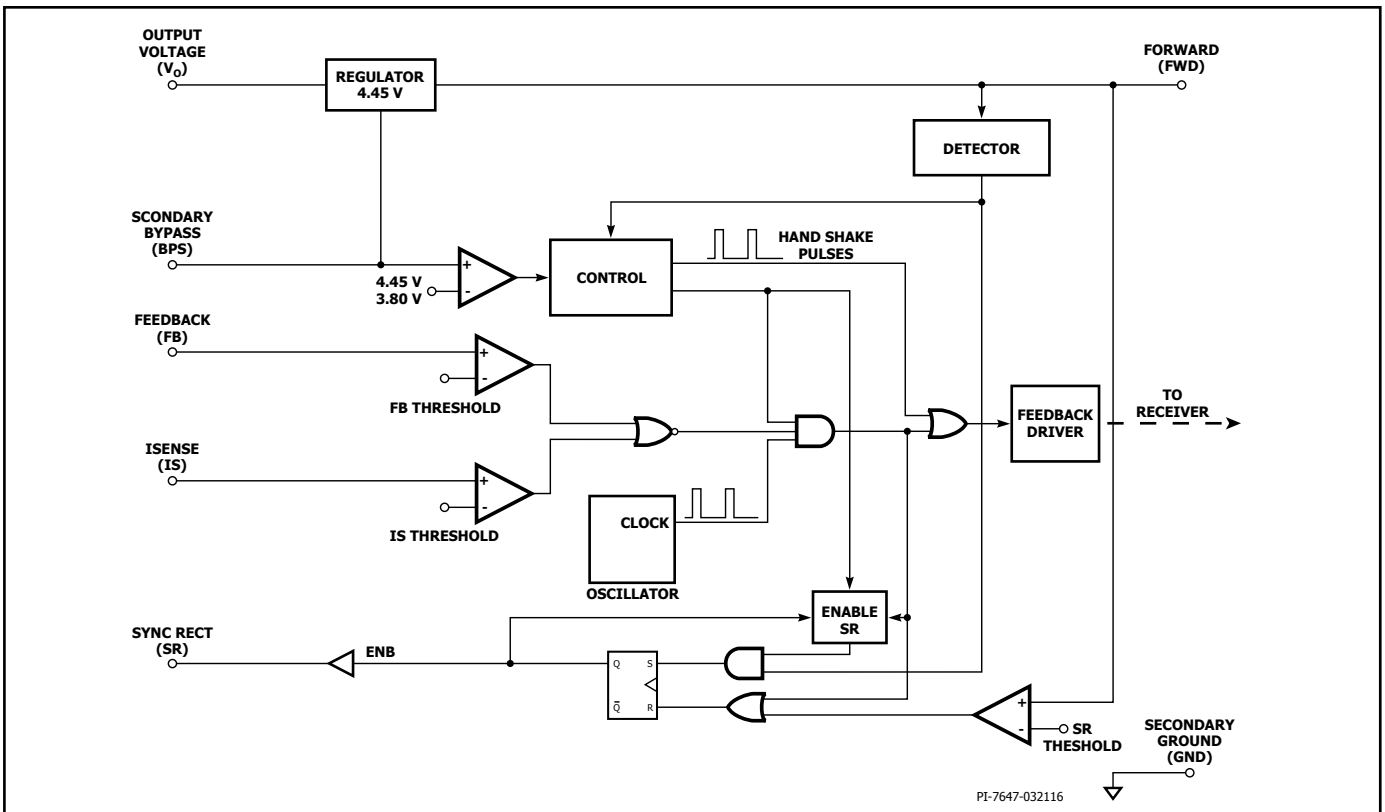 OUTPUT
VOLTAGE
(VO)
REGULATOR
4.45 V
FORWARD
(FWD)
DETECTOR
SCONDARY
BYPASS
(BPS)
+
-
4.45 V
3.80 V
CONTROL
HAND SHAKE
PULSES
FEEDBACK
(FB)
+
-
FB THRESHOLD
ISENSE
(IS)
+
-
IS THRESHOLD
CLOCK
OSCILLATOR
FEEDBACK
DRIVER
TO
RECEIVER
ENABLE
SR
SYNC RECT
(SR)
ENB
Q
S
Q̅
R
+
-
SR
THESHOLD
SECONDARY
GROUND
(GND)
PI-7647-032116